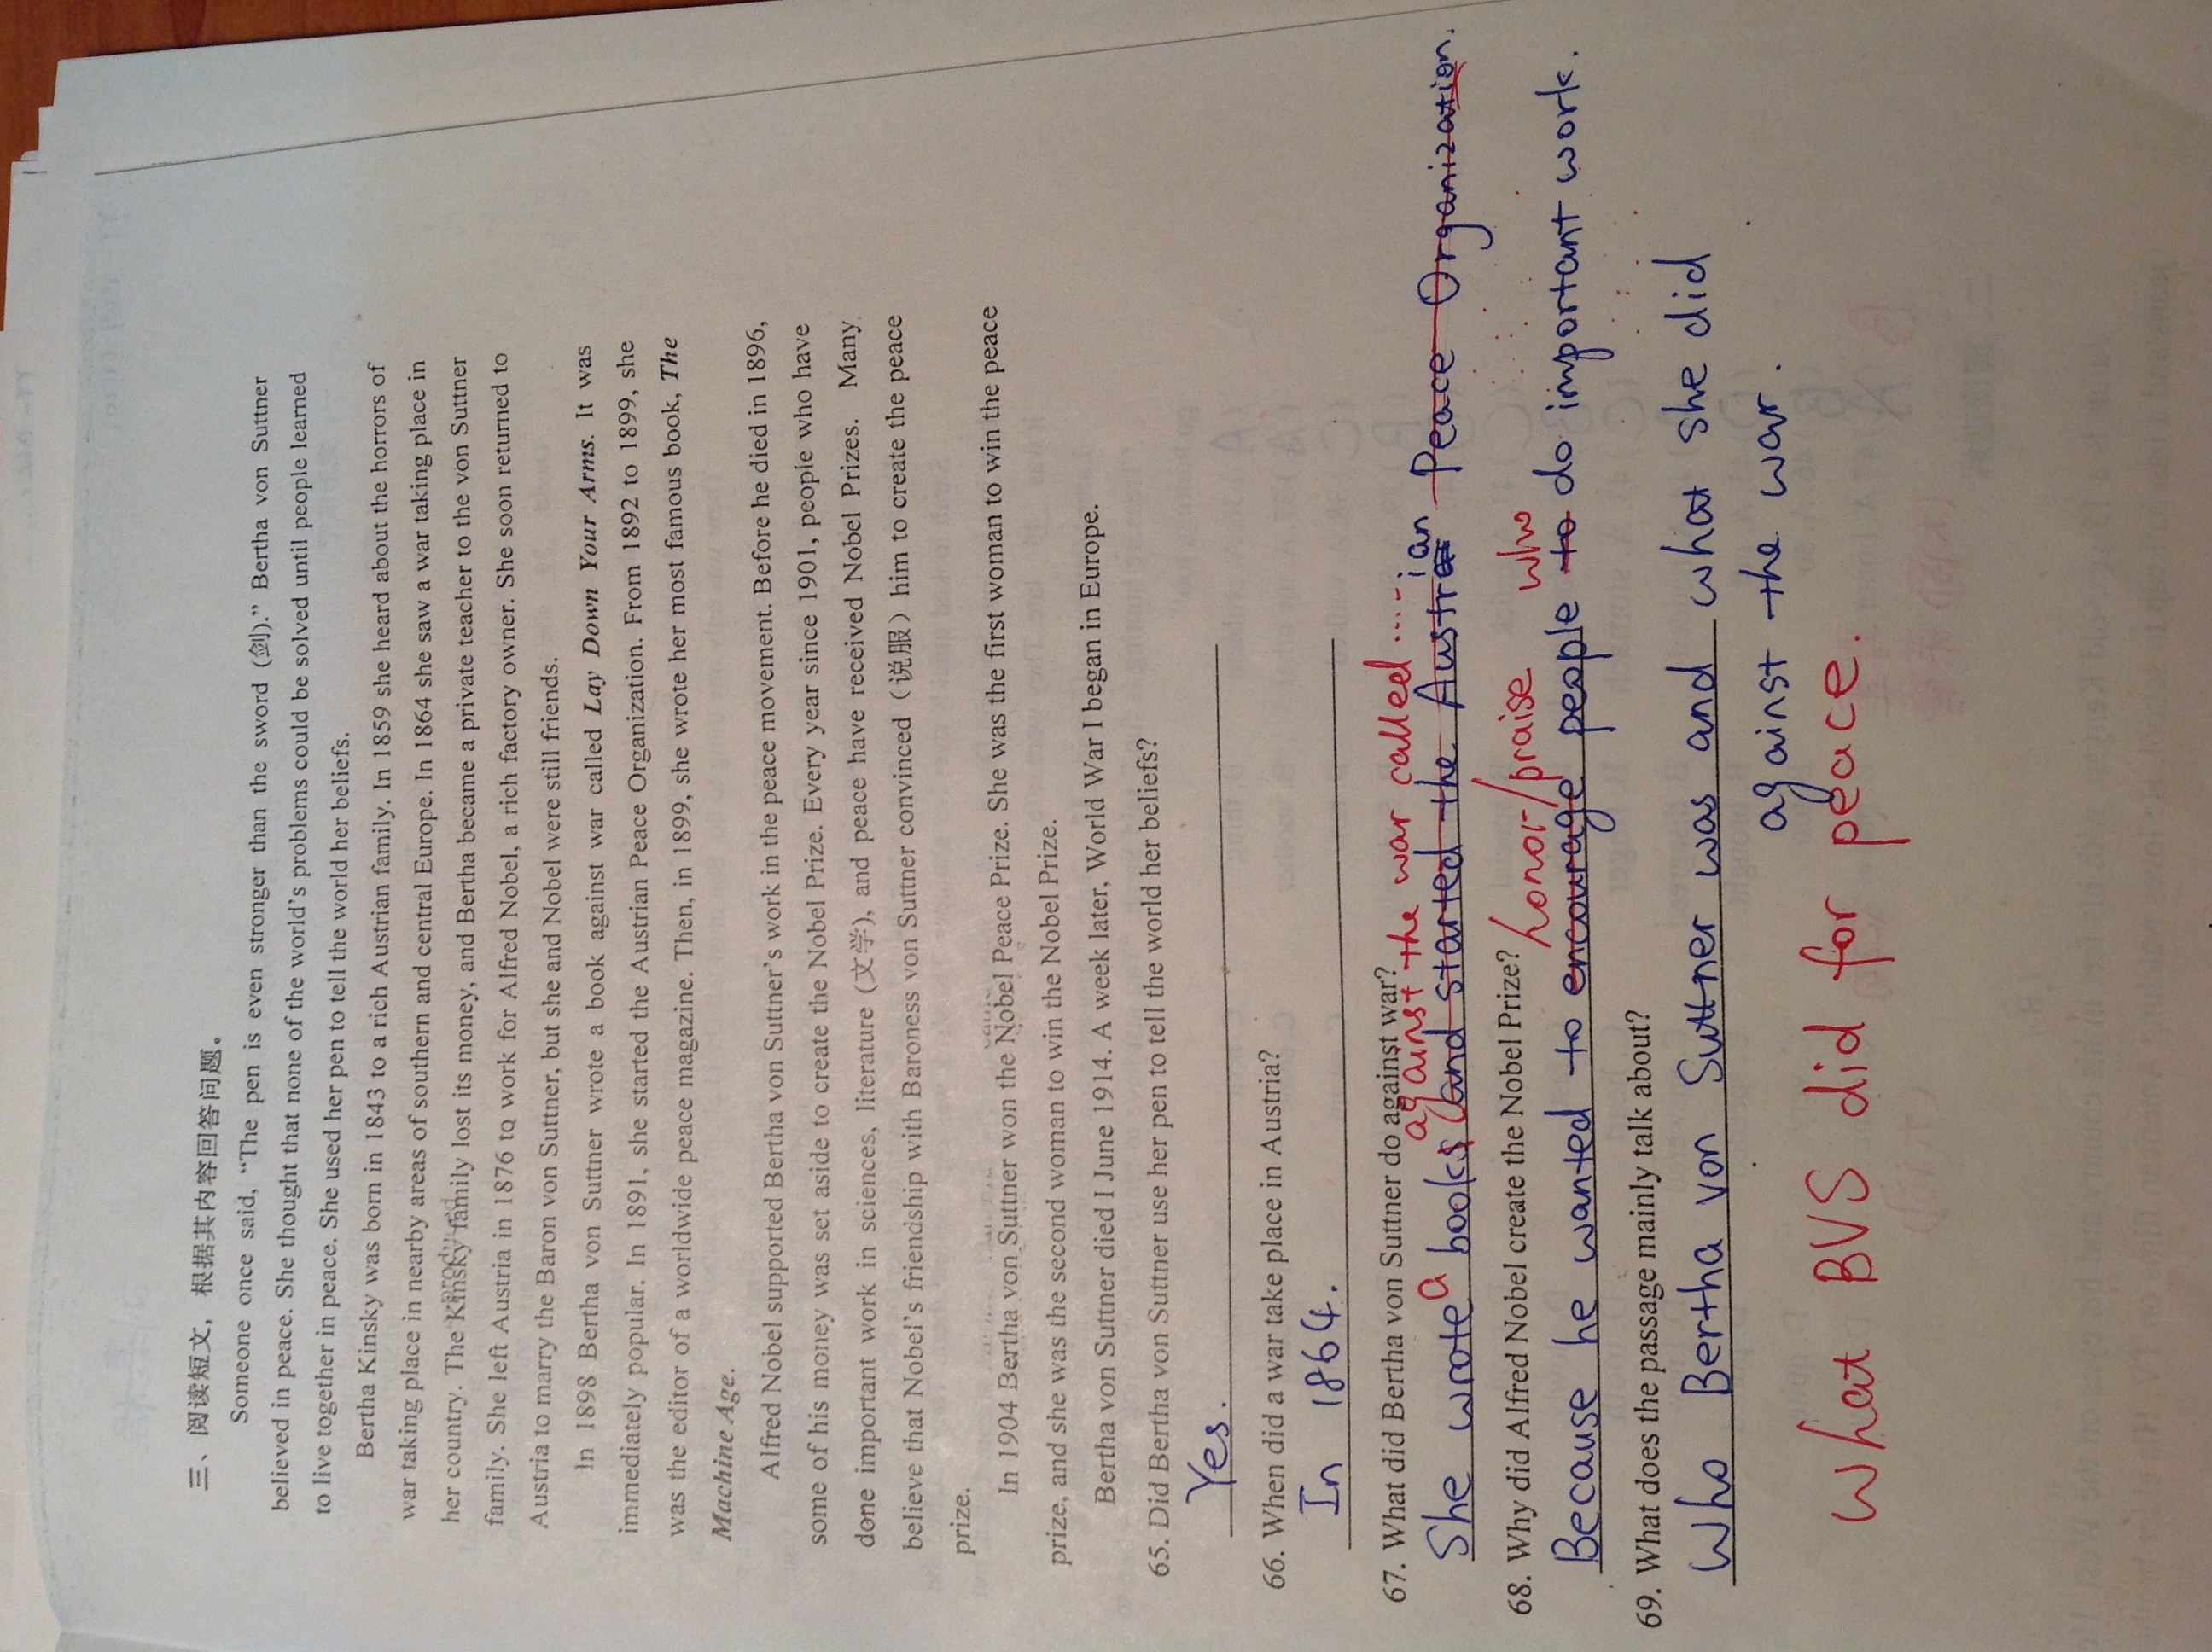 三、阅读短文，根据其内容回答问题。
Someone once said, “The pen is even stronger than the sword (剑).” Bertha von Suttner
believed in peace. She thought that none of the world’s problems could be solved until people learned
to live together in peace. She used her pen to tell the world her beliefs.
Bertha Kinsky was born in 1843 to a rich Austrian family. In 1859 she heard about the horrors of
war taking place in nearby areas of southern and central Europe. In 1864 she saw a war taking place in
her country. The Kinsky family lost its money, and Bertha became a private teacher to the von Suttner
family. She left Austria in 1876 to work for Alfred Nobel, a rich factory owner. She soon returned to
Austria to marry the Baron von Suttner, but she and Nobel were still friends.
In 1898 Bertha von Suttner wrote a book against war called Lay Down Your Arms. It was
immediately popular. In 1891, she started the Austrian Peace Organization. From 1892 to 1899, she
was the editor of a worldwide peace magazine. Then, in 1899, she wrote her most famous book, The
Machine Age.
Alfred Nobel supported Bertha von Suttner’s work in the peace movement. Before he died in 1896,
some of his money was set aside to create the Nobel Prize. Every year since 1901, people who have
done important work in sciences, literature (文学), and peace have received Nobel Prizes. Many
believe that Nobel’s friendship with Baroness von Suttner convinced（说服）him to create the peace
prize.
In 1904 Bertha von Suttner won the Nobel Peace Prize. She was the first woman to win the peace
prize, and she was the second woman to win the Nobel Prize.
Bertha von Suttner died I June 1914. A week later, World War I began in Europe.
65. Did Bertha von Suttner use her pen to tell the world her beliefs?
Yes.
66. When did a war take place in Austria?
In 1864.
67. What did Bertha von Suttner do against war?
against the war called .....
She wrote a books (and started the Austrian Peace Organization.
68. Why did Alfred Nobel create the Nobel Prize?
honor/praise who
Because he wanted to encourage people to do important work.
69. What does the passage mainly talk about?
Who Bertha von Suttner was and what she did
against the war.
What BVS did for peace.